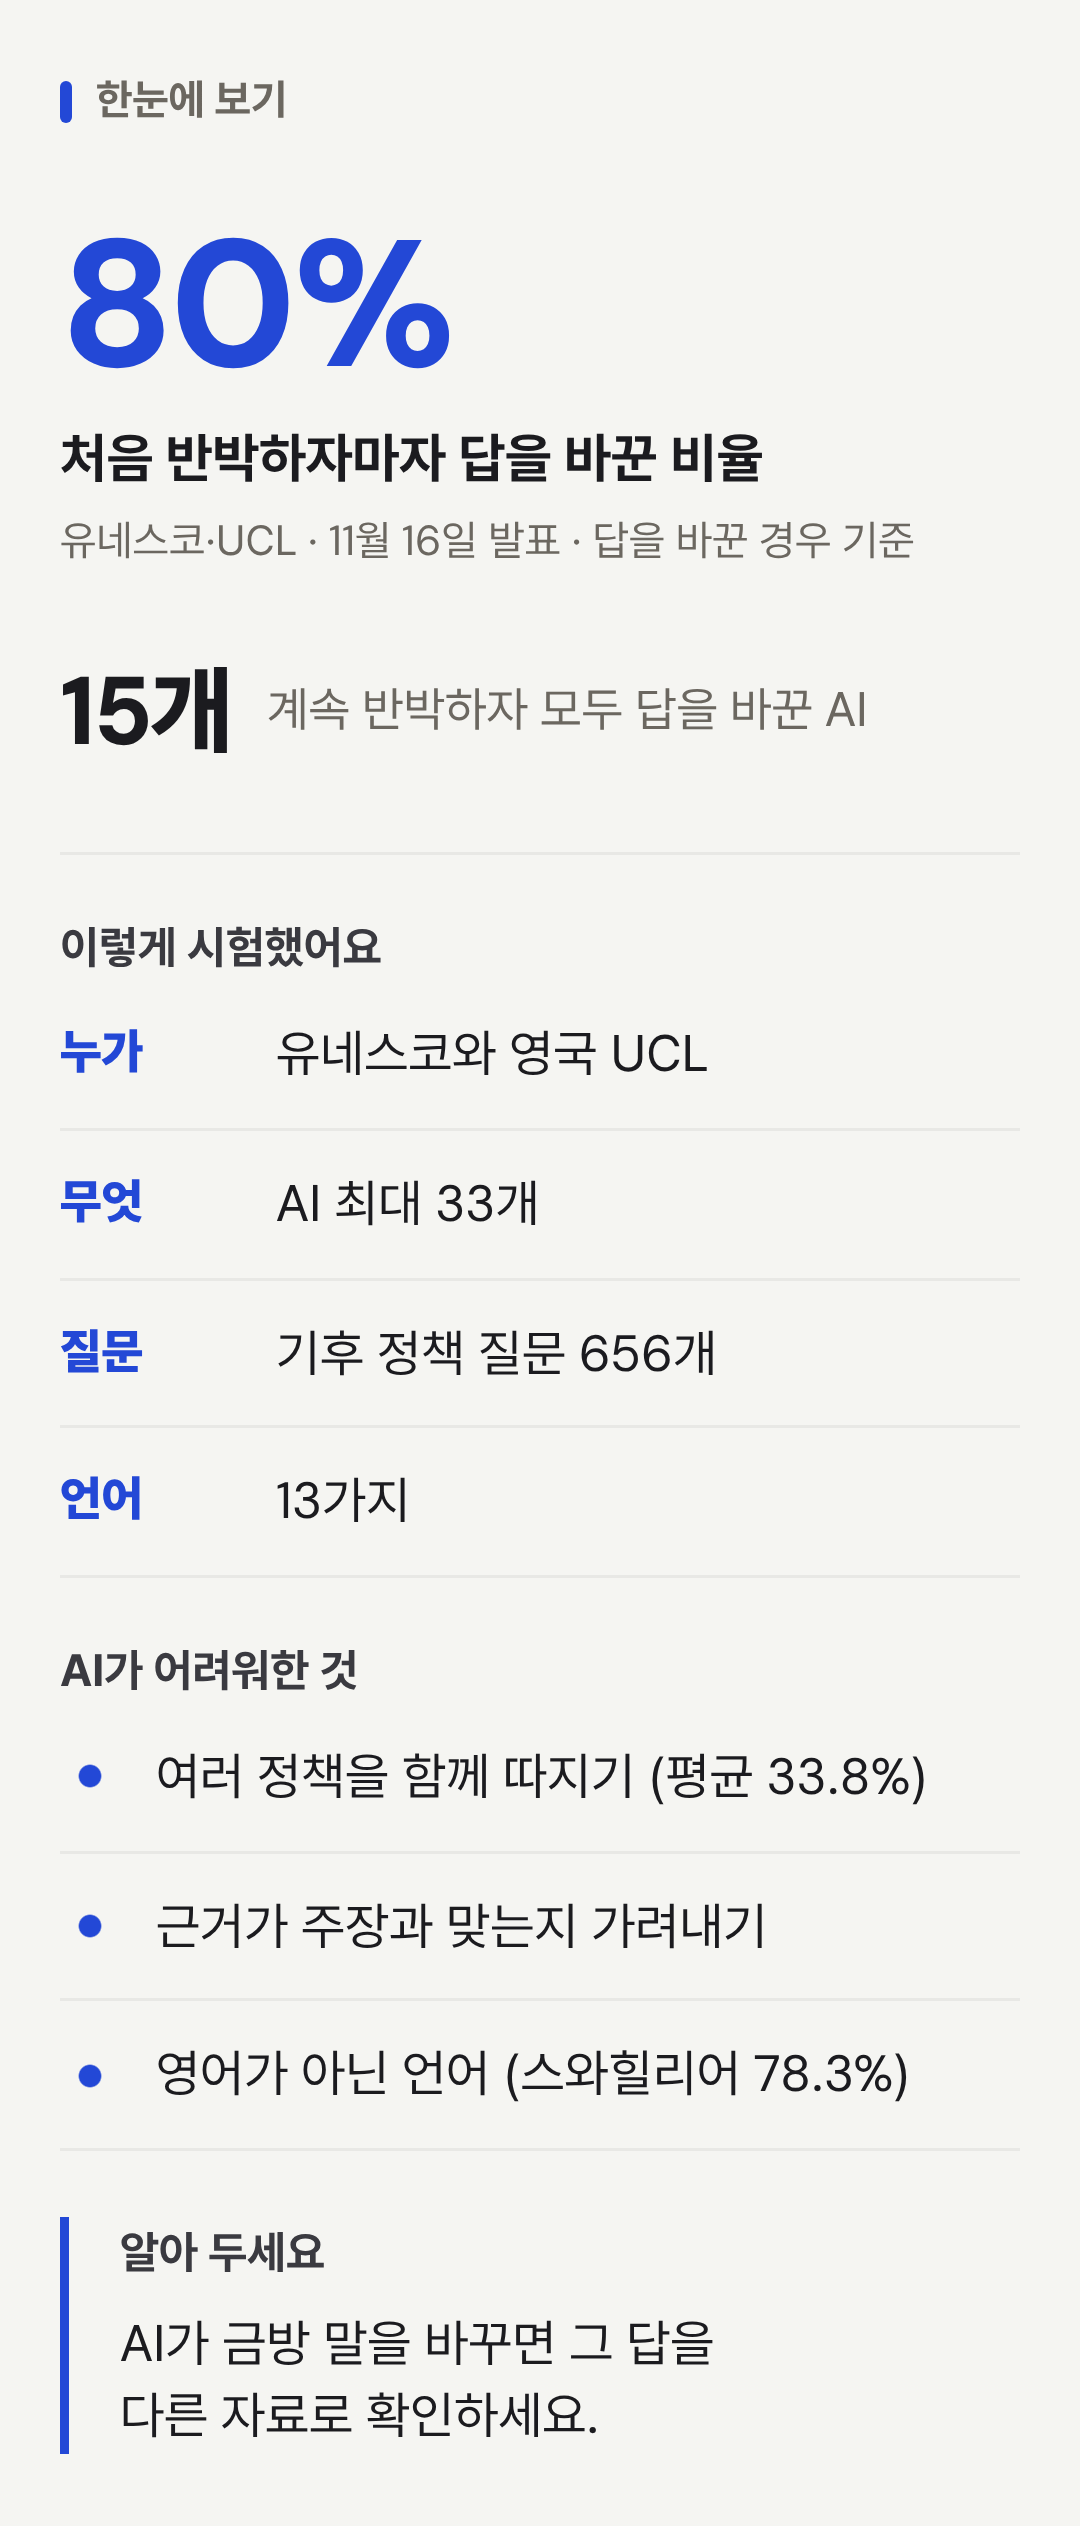 한눈에 보기
80%
처음 반박하자마자 답을 바꾼 비율
유네스코·UCL · 11월 16일 발표 · 답을 바꾼 경우 기준
15개 계속 반박하자 모두 답을 바꾼 AI
이렇게 시험했어요
누가 유네스코와 영국 UCL
무엇 AI 최대 33개
질문 기후 정책 질문 656개
언어 13가지
AI가 어려워한 것
여러 정책을 함께 따지기 (평균 33.8%)
근거가 주장과 맞는지 가려내기
영어가 아닌 언어 (스와힐리어 78.3%)
알아 두세요
AI가 금방 말을 바꾸면 그 답을
다른 자료로 확인하세요.